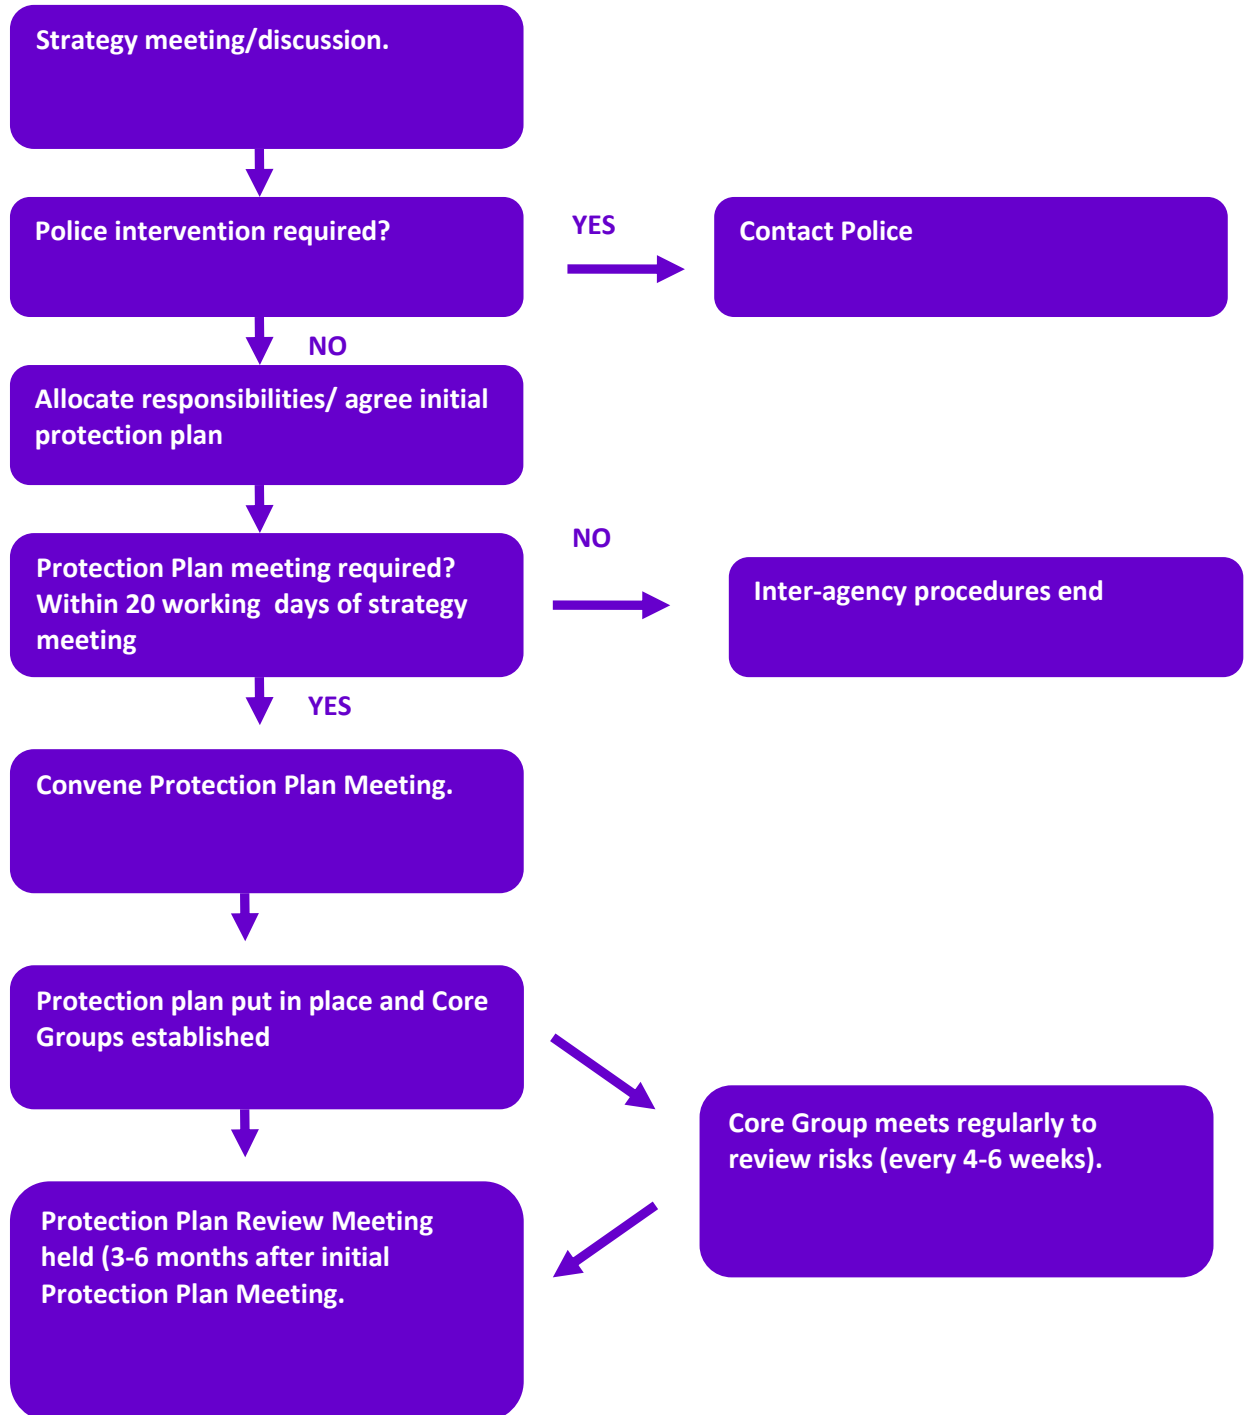 Strategy meeting/discussion.
Police intervention required?
YES
Contact Police
NO
Allocate responsibilities/ agree initial
protection plan
Protection Plan meeting required?
Within 20 working  days of strategy
meeting
NO
Inter-agency procedures end
YES
Convene Protection Plan Meeting.
Protection plan put in place and Core
Groups established
Core Group meets regularly to
review risks (every 4-6 weeks).
Protection Plan Review Meeting
held (3-6 months after initial
Protection Plan Meeting.